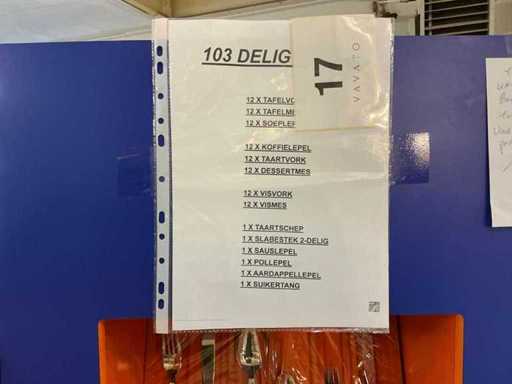 103 DELIG
17
VAVATO
12 X TAFELVO
12 X TAFELME
12 X SOEPLEP
12 X KOFFIELEPEL
12 X TAARTVORK
12 X DESSERTMES
12 X VISVORK
12 X VISMES
1 X TAARTSCHEP
1 X SLABESTEK 2-DELIG
1 X SAUSLEPEL
1 X POLLEPEL
1 X AARDAPPELLEPEL
1 X SUIKERTANG